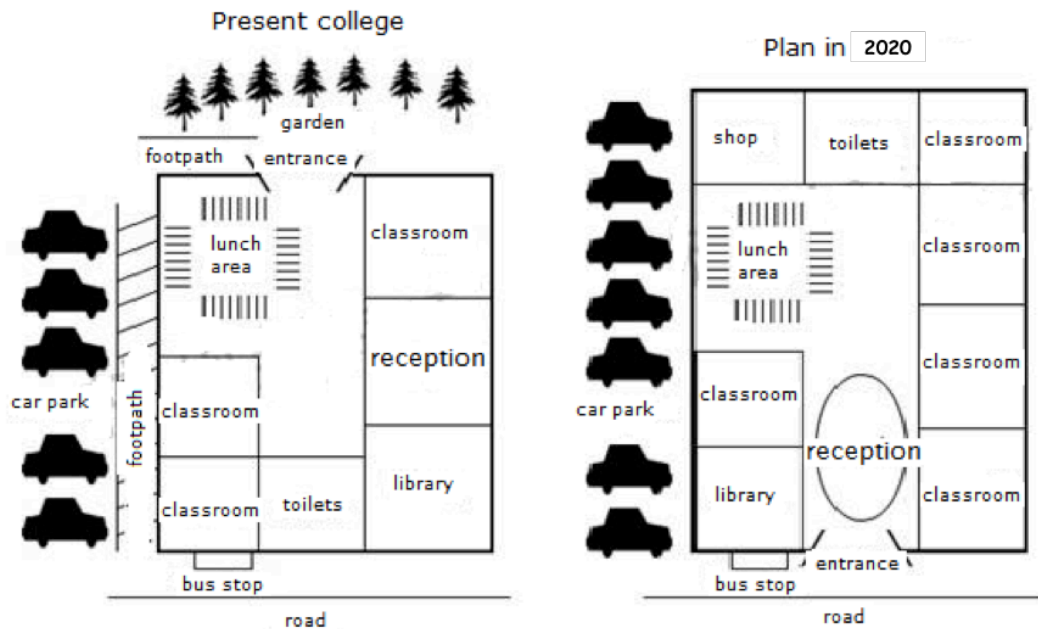 Present college
garden
footpath
entrance
lunch
area
classroom
reception
car park
footpath
classroom
library
classroom
toilets
bus stop
road
Plan in 2020
shop
toilets
classroom
lunch
area
classroom
classroom
car park
classroom
reception
library
classroom
entrance
bus stop
road